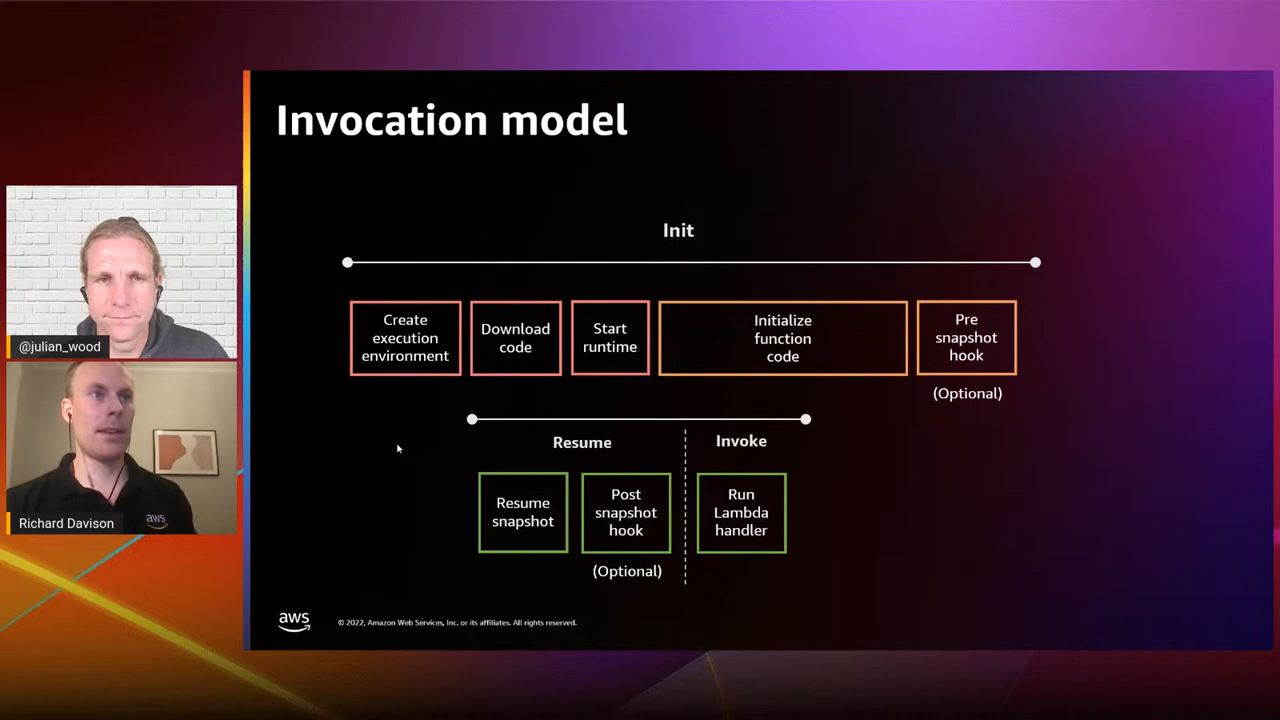 Invocation model
Init
Create
execution
environment
Download
code
Start
runtime
Initialize
function
code
Pre
snapshot
hook
(Optional)
Resume
Invoke
Resume
snapshot
Post
snapshot
hook
(Optional)
Run
Lambda
handler
@julian_wood
aws
Richard Davison
aws
© 2022, Amazon Web Services, Inc. or its affiliates. All rights reserved.